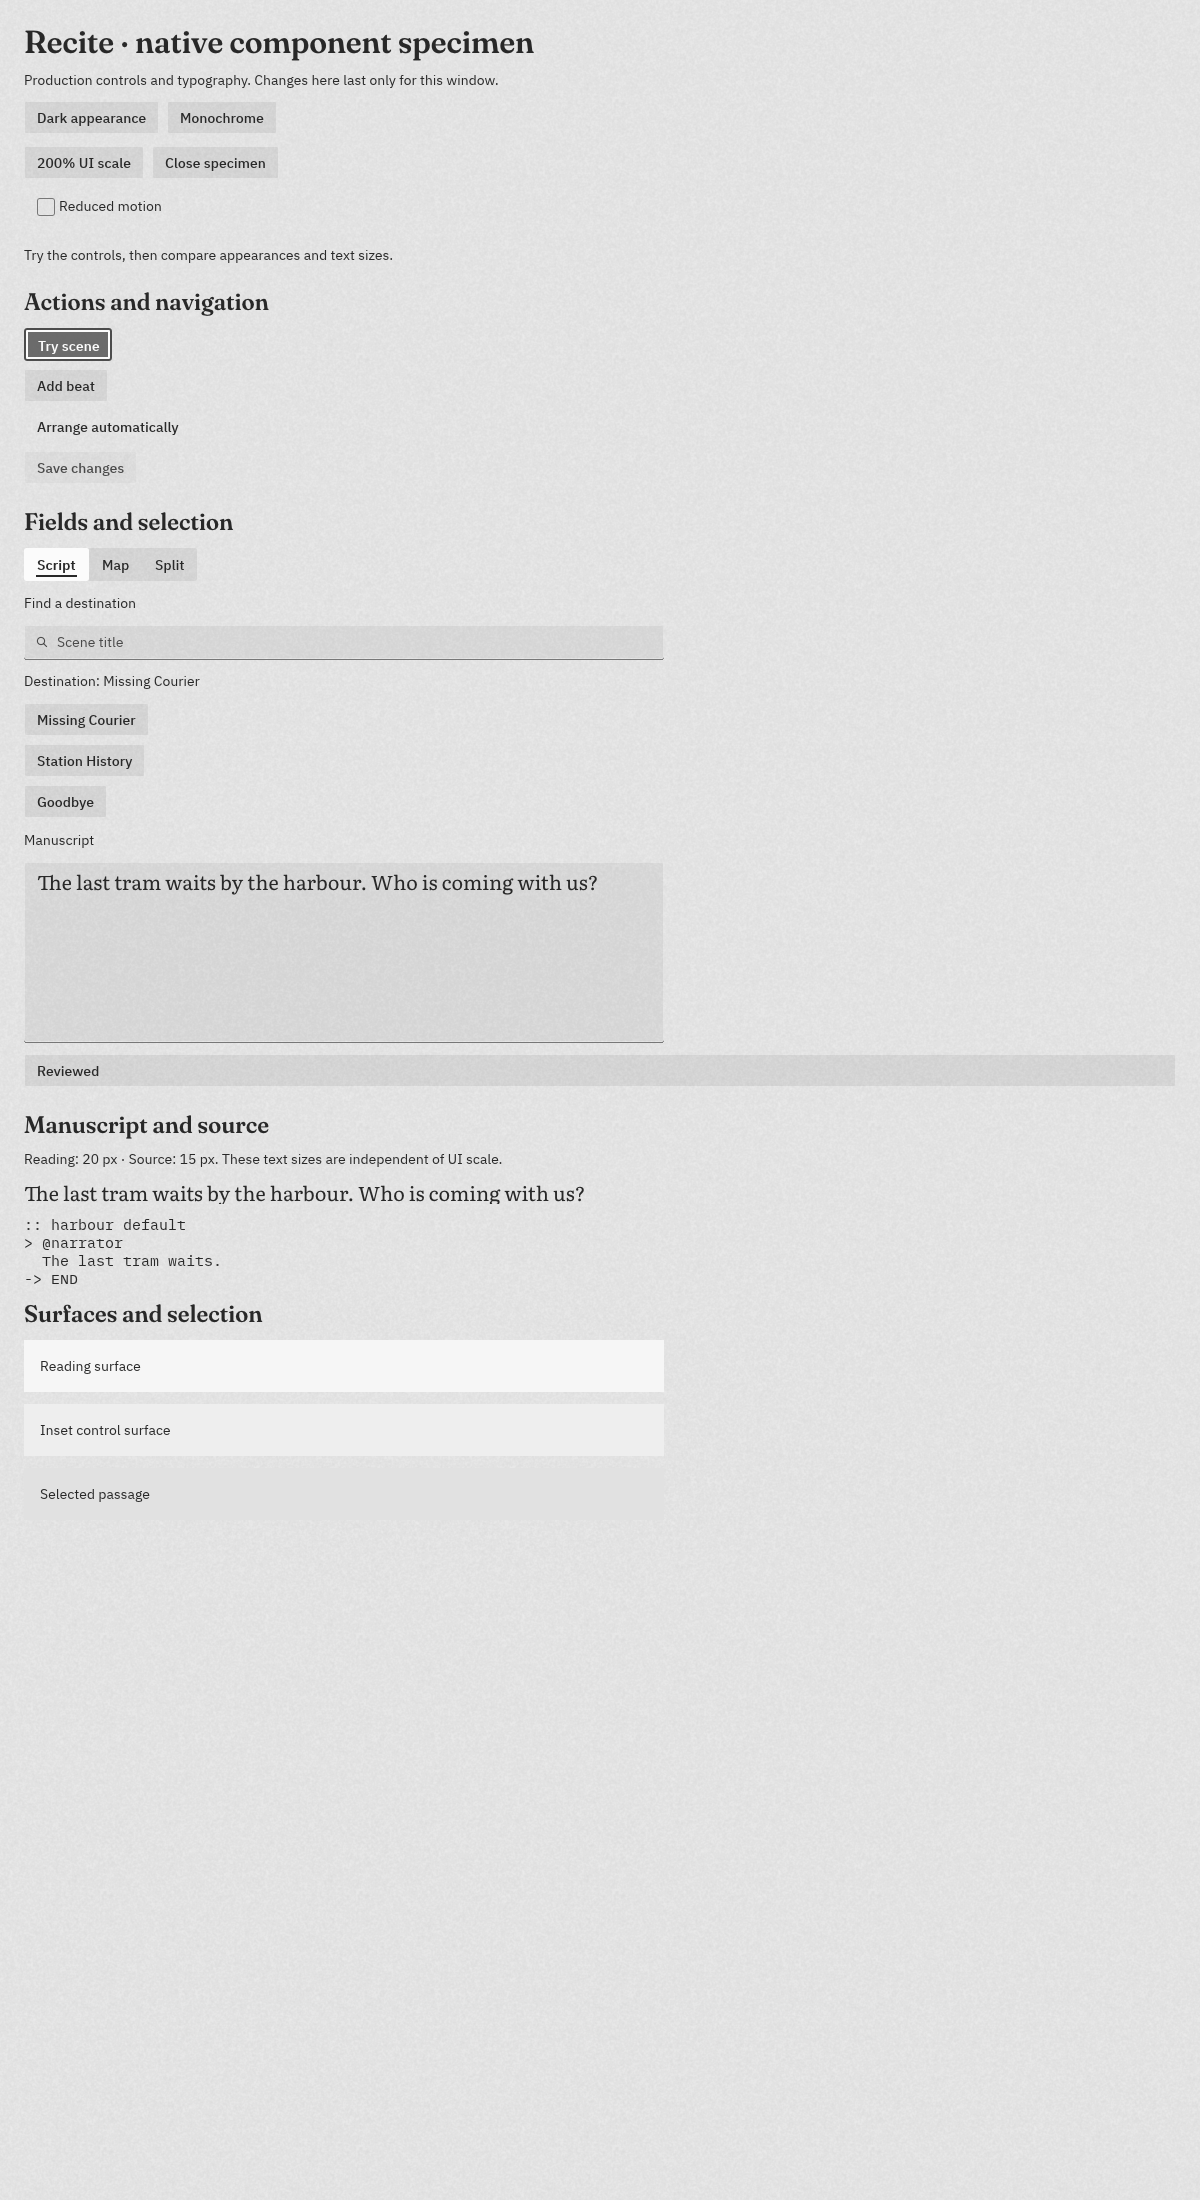 Recite · native component specimen
Production controls and typography. Changes here last only for this window.
Dark appearance Monochrome
200% UI scale Close specimen
Reduced motion
Try the controls, then compare appearances and text sizes.
Actions and navigation
Try scene
Add beat
Arrange automatically
Save changes
Fields and selection
Script Map Split
Find a destination
Scene title
Destination: Missing Courier
Missing Courier
Station History
Goodbye
Manuscript
The last tram waits by the harbour. Who is coming with us?
Reviewed
Manuscript and source
Reading: 20 px · Source: 15 px. These text sizes are independent of UI scale.
The last tram waits by the harbour. Who is coming with us?
:: harbour default
> @narrator
  The last tram waits.
-> END
Surfaces and selection
Reading surface
Inset control surface
Selected passage